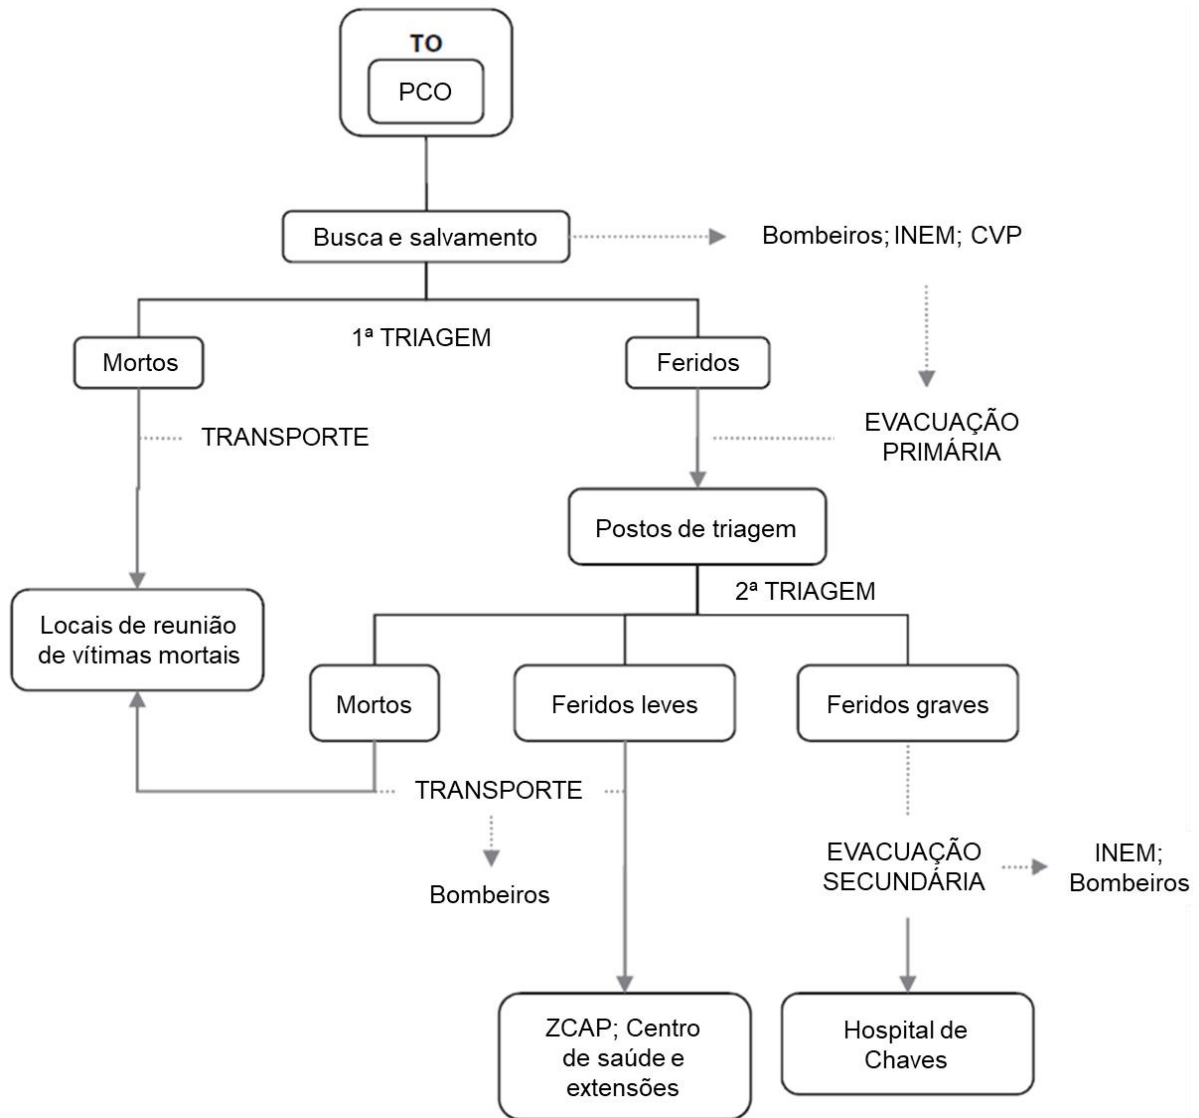 TO
PCO
Busca e salvamento
Bombeiros; INEM; CVP
1ª TRIAGEM
Mortos
Feridos
TRANSPORTE
EVACUAÇÃO
PRIMÁRIA
Postos de triagem
2ª TRIAGEM
Locais de reunião
de vítimas mortais
Mortos
Feridos leves
Feridos graves
TRANSPORTE
Bombeiros
EVACUAÇÃO
SECUNDÁRIA
INEM;
Bombeiros
ZCAP; Centro
de saúde e
extensões
Hospital de
Chaves